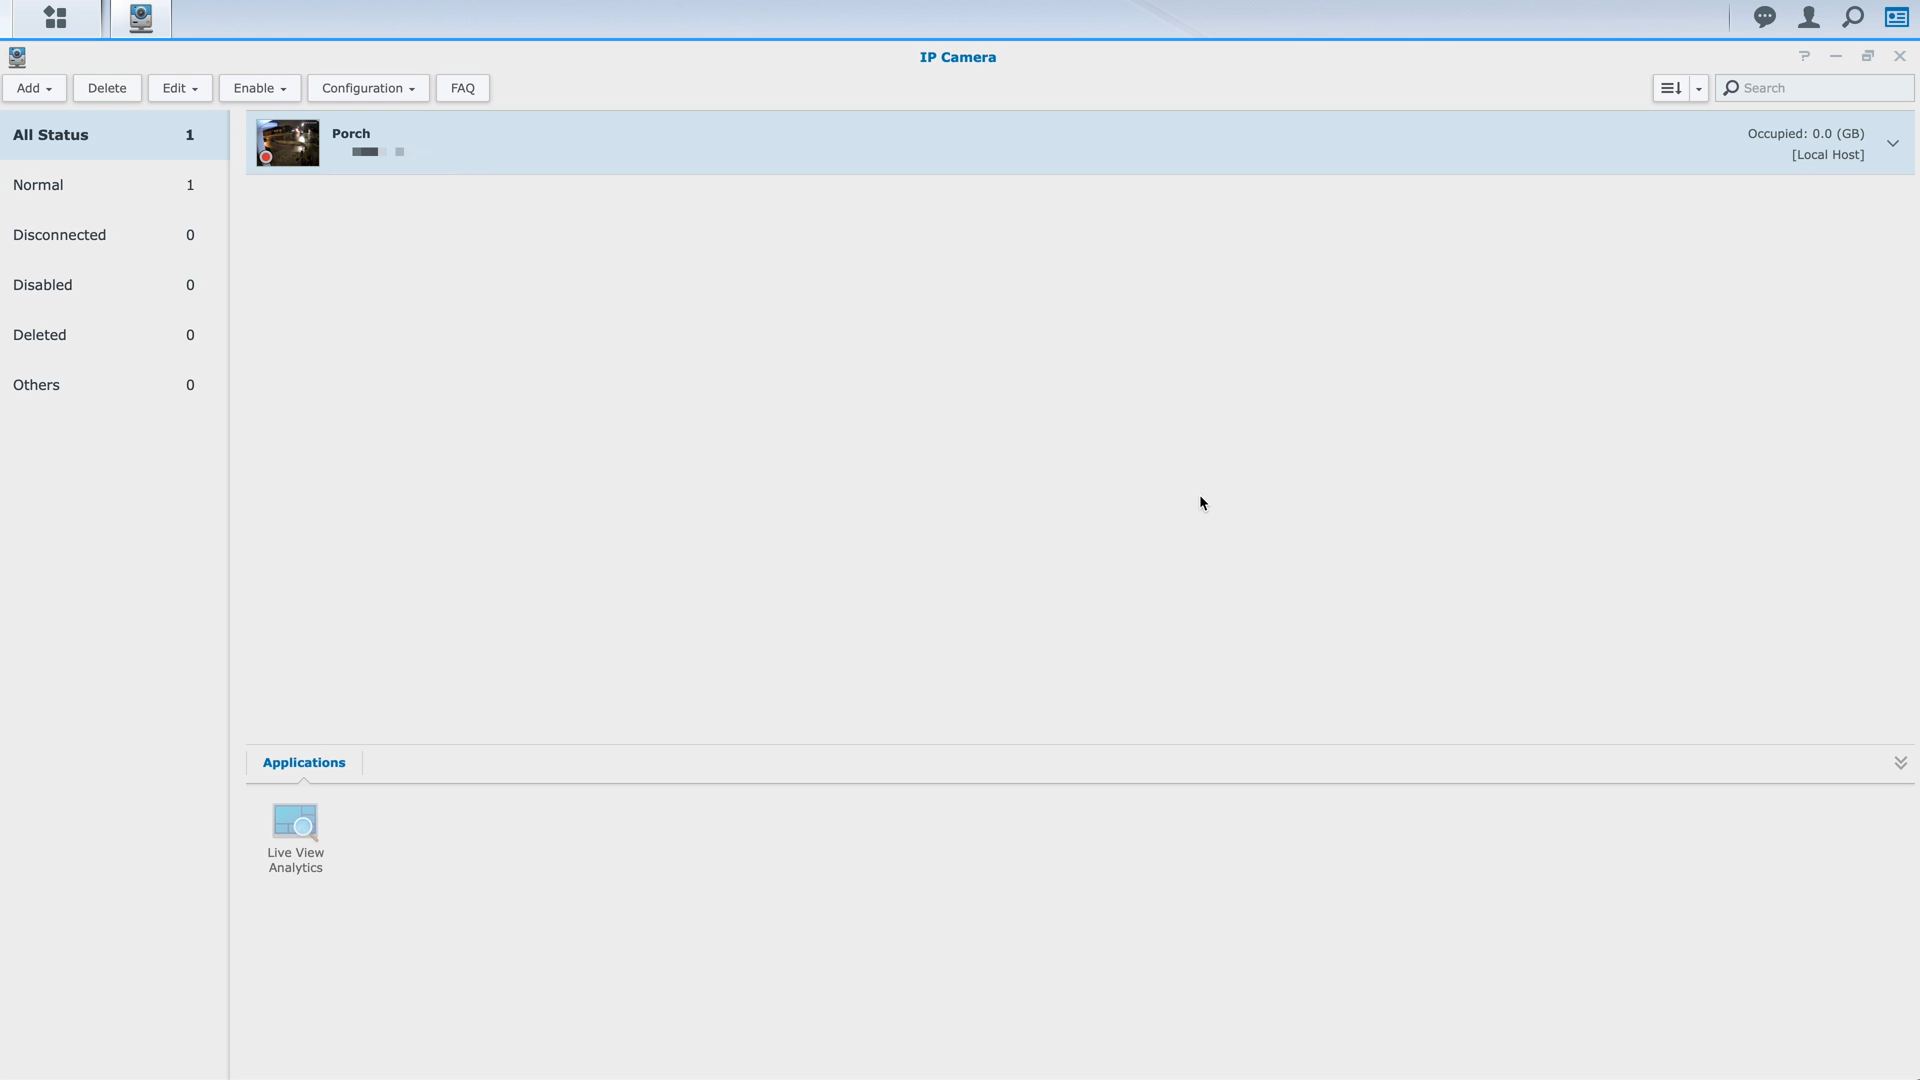 IP Camera
Add
Delete
Edit
Enable
Configuration
FAQ
Search
All Status 1
Normal 1
Disconnected 0
Disabled 0
Deleted 0
Others 0
Porch
Occupied: 0.0 (GB)
[Local Host]
Applications
Live View
Analytics